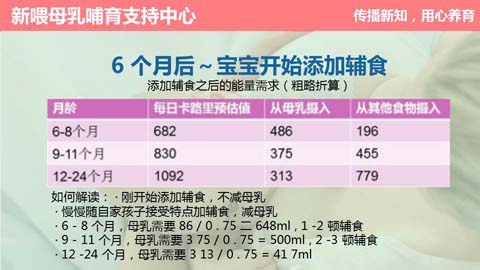 新喂母乳哺育支持中心
传播新知，用心养育
6 个月后～宝宝开始添加辅食
添加辅食之后的能量需求（粗略折算）
月龄 每日卡路里预估值 从母乳摄入 从其他食物摄入
6-8个月 682 486 196
9-11个月 830 375 455
12-24个月 1092 313 779
如何解读： · 刚开始添加辅食，不减母乳
· 慢慢随自家孩子接受特点加辅食，减母乳
· 6 - 8 个月，母乳需要 86 / 0 . 75 二 648ml , 1 -2 顿辅食
· 9 - 11 个月，母乳需要 3 75 / 0 . 75 = 500ml , 2 -3 顿辅食
· 12 -24 个月，母乳需要 3 13 / 0 . 75 = 41 7ml